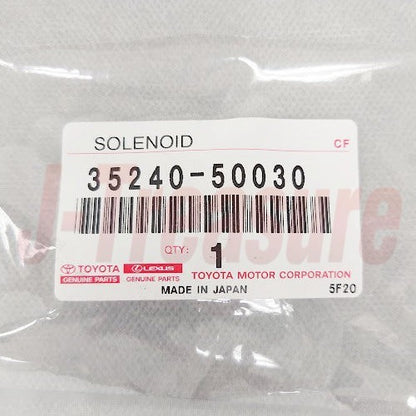 SOLENOID CF
35240-50030
J-Treasure
QTY: 1
TOYOTA LEXUS TOYOTA MOTOR CORPORATION
GENUINE PARTS GENUINE PARTS
MADE IN JAPAN 5F20